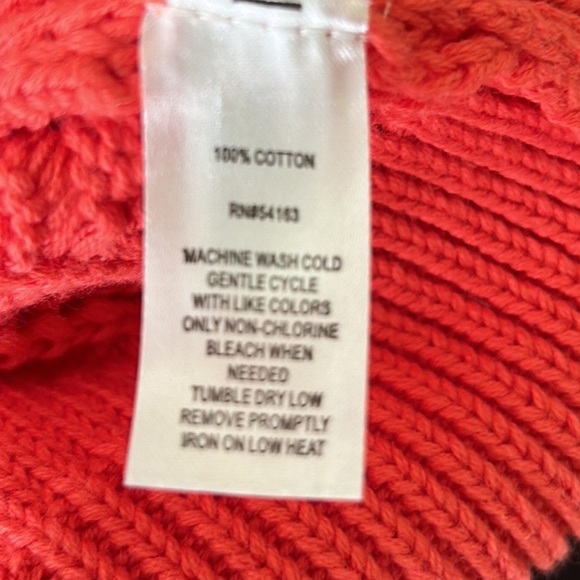 100% COTTON
RN#54163
MACHINE WASH COLD
GENTLE CYCLE
WITH LIKE COLORS
ONLY NON-CHLORINE
BLEACH WHEN
NEEDED
TUMBLE DRY LOW
REMOVE PROMPTLY
IRON ON LOW HEAT